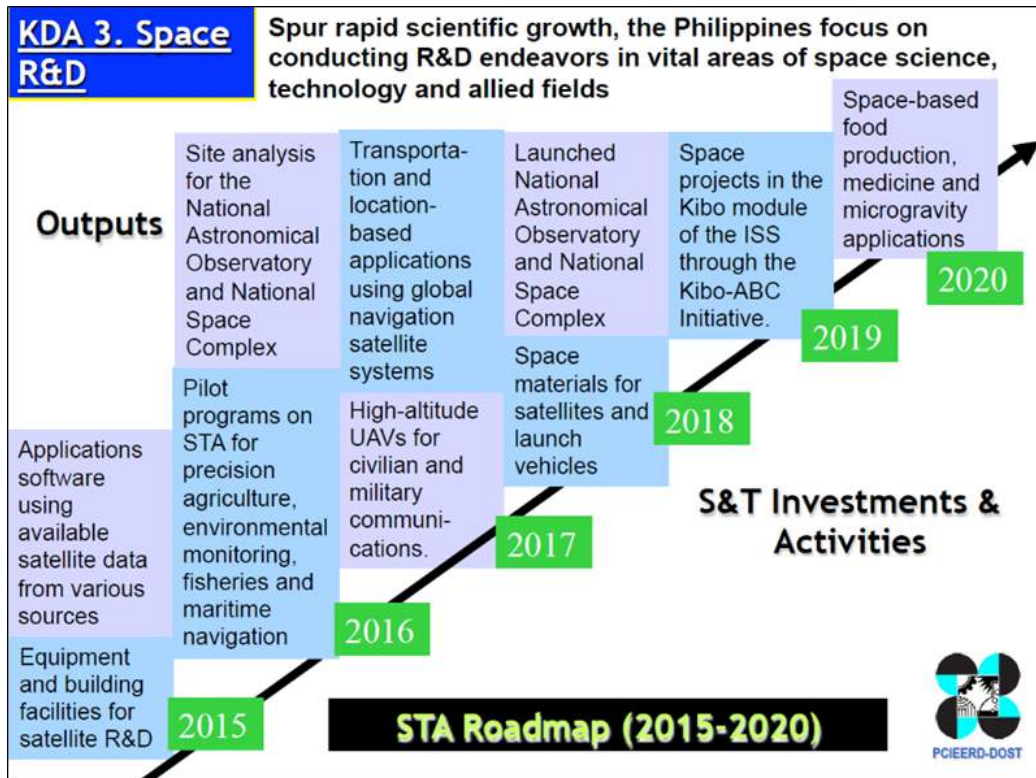 KDA 3. Space
R&D
Spur rapid scientific growth, the Philippines focus on
conducting R&D endeavors in vital areas of space science,
technology and allied fields
Outputs
Applications
software
using
available
satellite data
from various
sources
Equipment
and building
facilities for
satellite R&D
2015
Site analysis
for the
National
Astronomical
Observatory
and National
Space
Complex
Pilot
programs on
STA for
precision
agriculture,
environmental
monitoring,
fisheries and
maritime
navigation
2016
Transporta-
tion and
location-
based
applications
using global
navigation
satellite
systems
High-altitude
UAVs for
civilian and
military
communi-
cations.
2017
Launched
National
Astronomical
Observatory
and National
Space
Complex
Space
materials for
satellites and
launch
vehicles
2018
Space
projects in the
Kibo module
of the ISS
through the
Kibo-ABC
Initiative.
2019
Space-based
food
production,
medicine and
microgravity
applications
2020
S&T Investments &
Activities
STA Roadmap (2015-2020)
PCIEERD-DOST